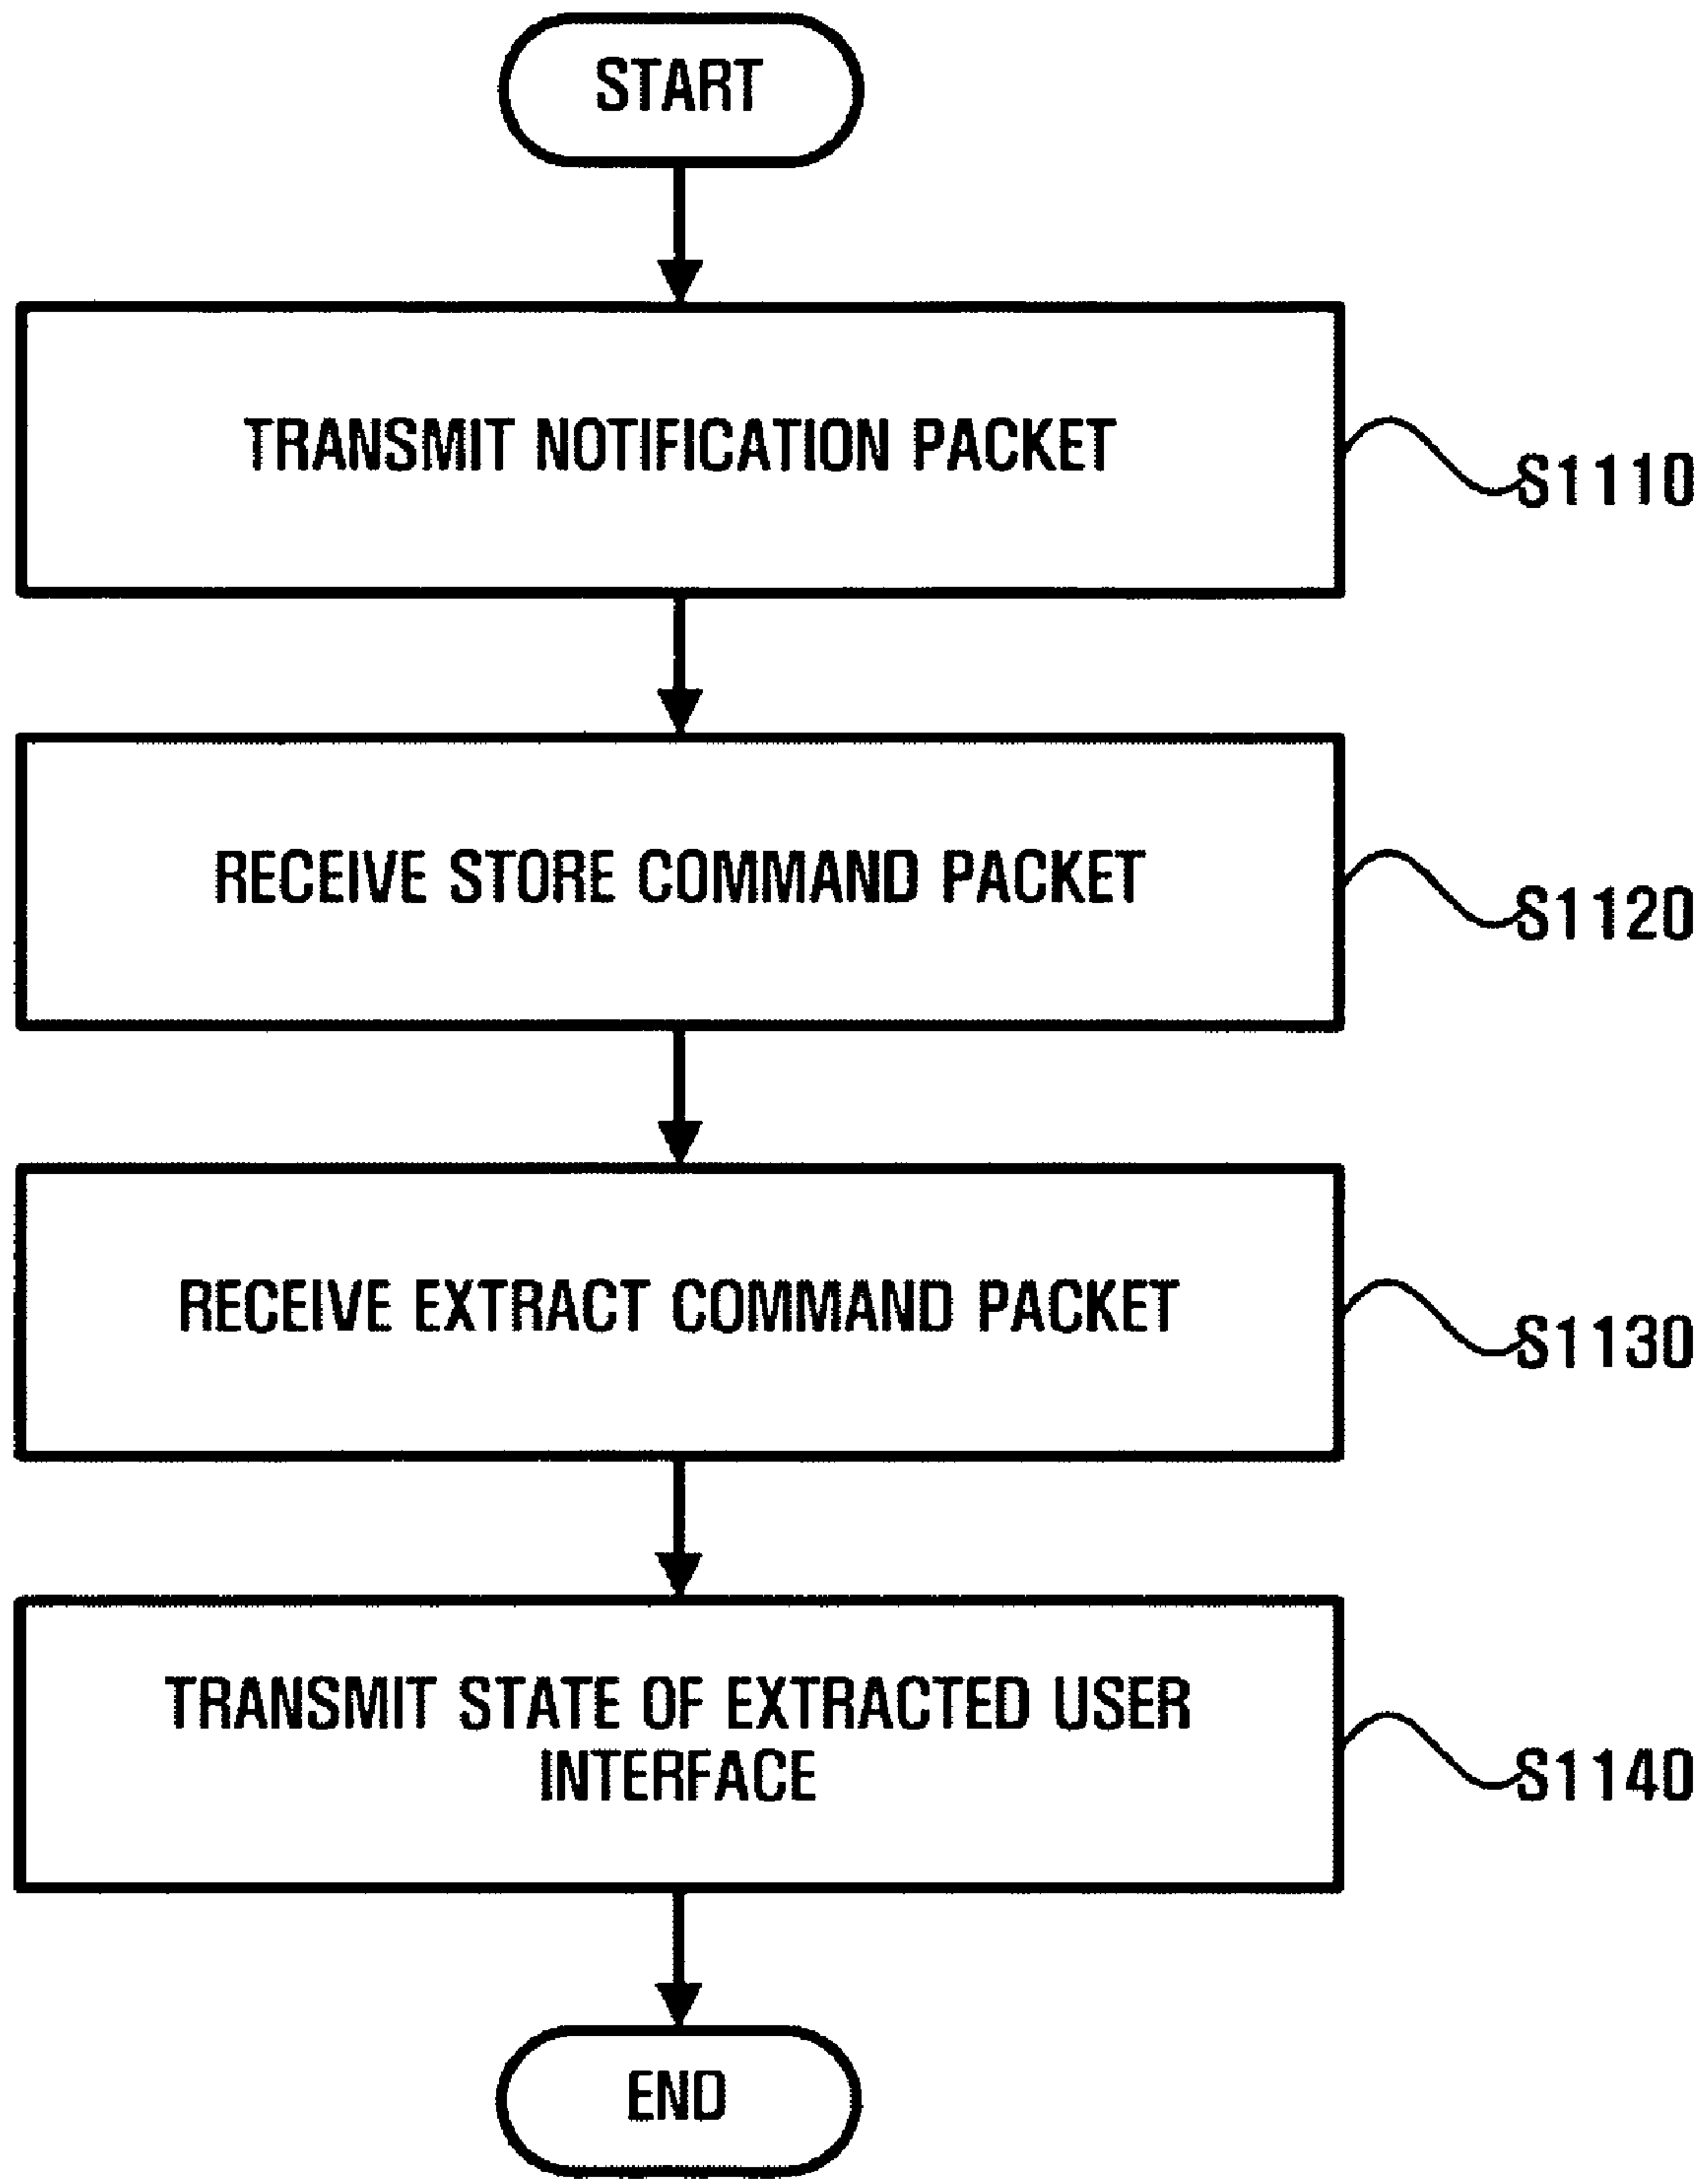 START
TRANSMIT NOTIFICATION PACKET
S1110
RECEIVE STORE COMMAND PACKET
S1120
RECEIVE EXTRACT COMMAND PACKET
S1130
TRANSMIT STATE OF EXTRACTED USER
INTERFACE
S1140
END